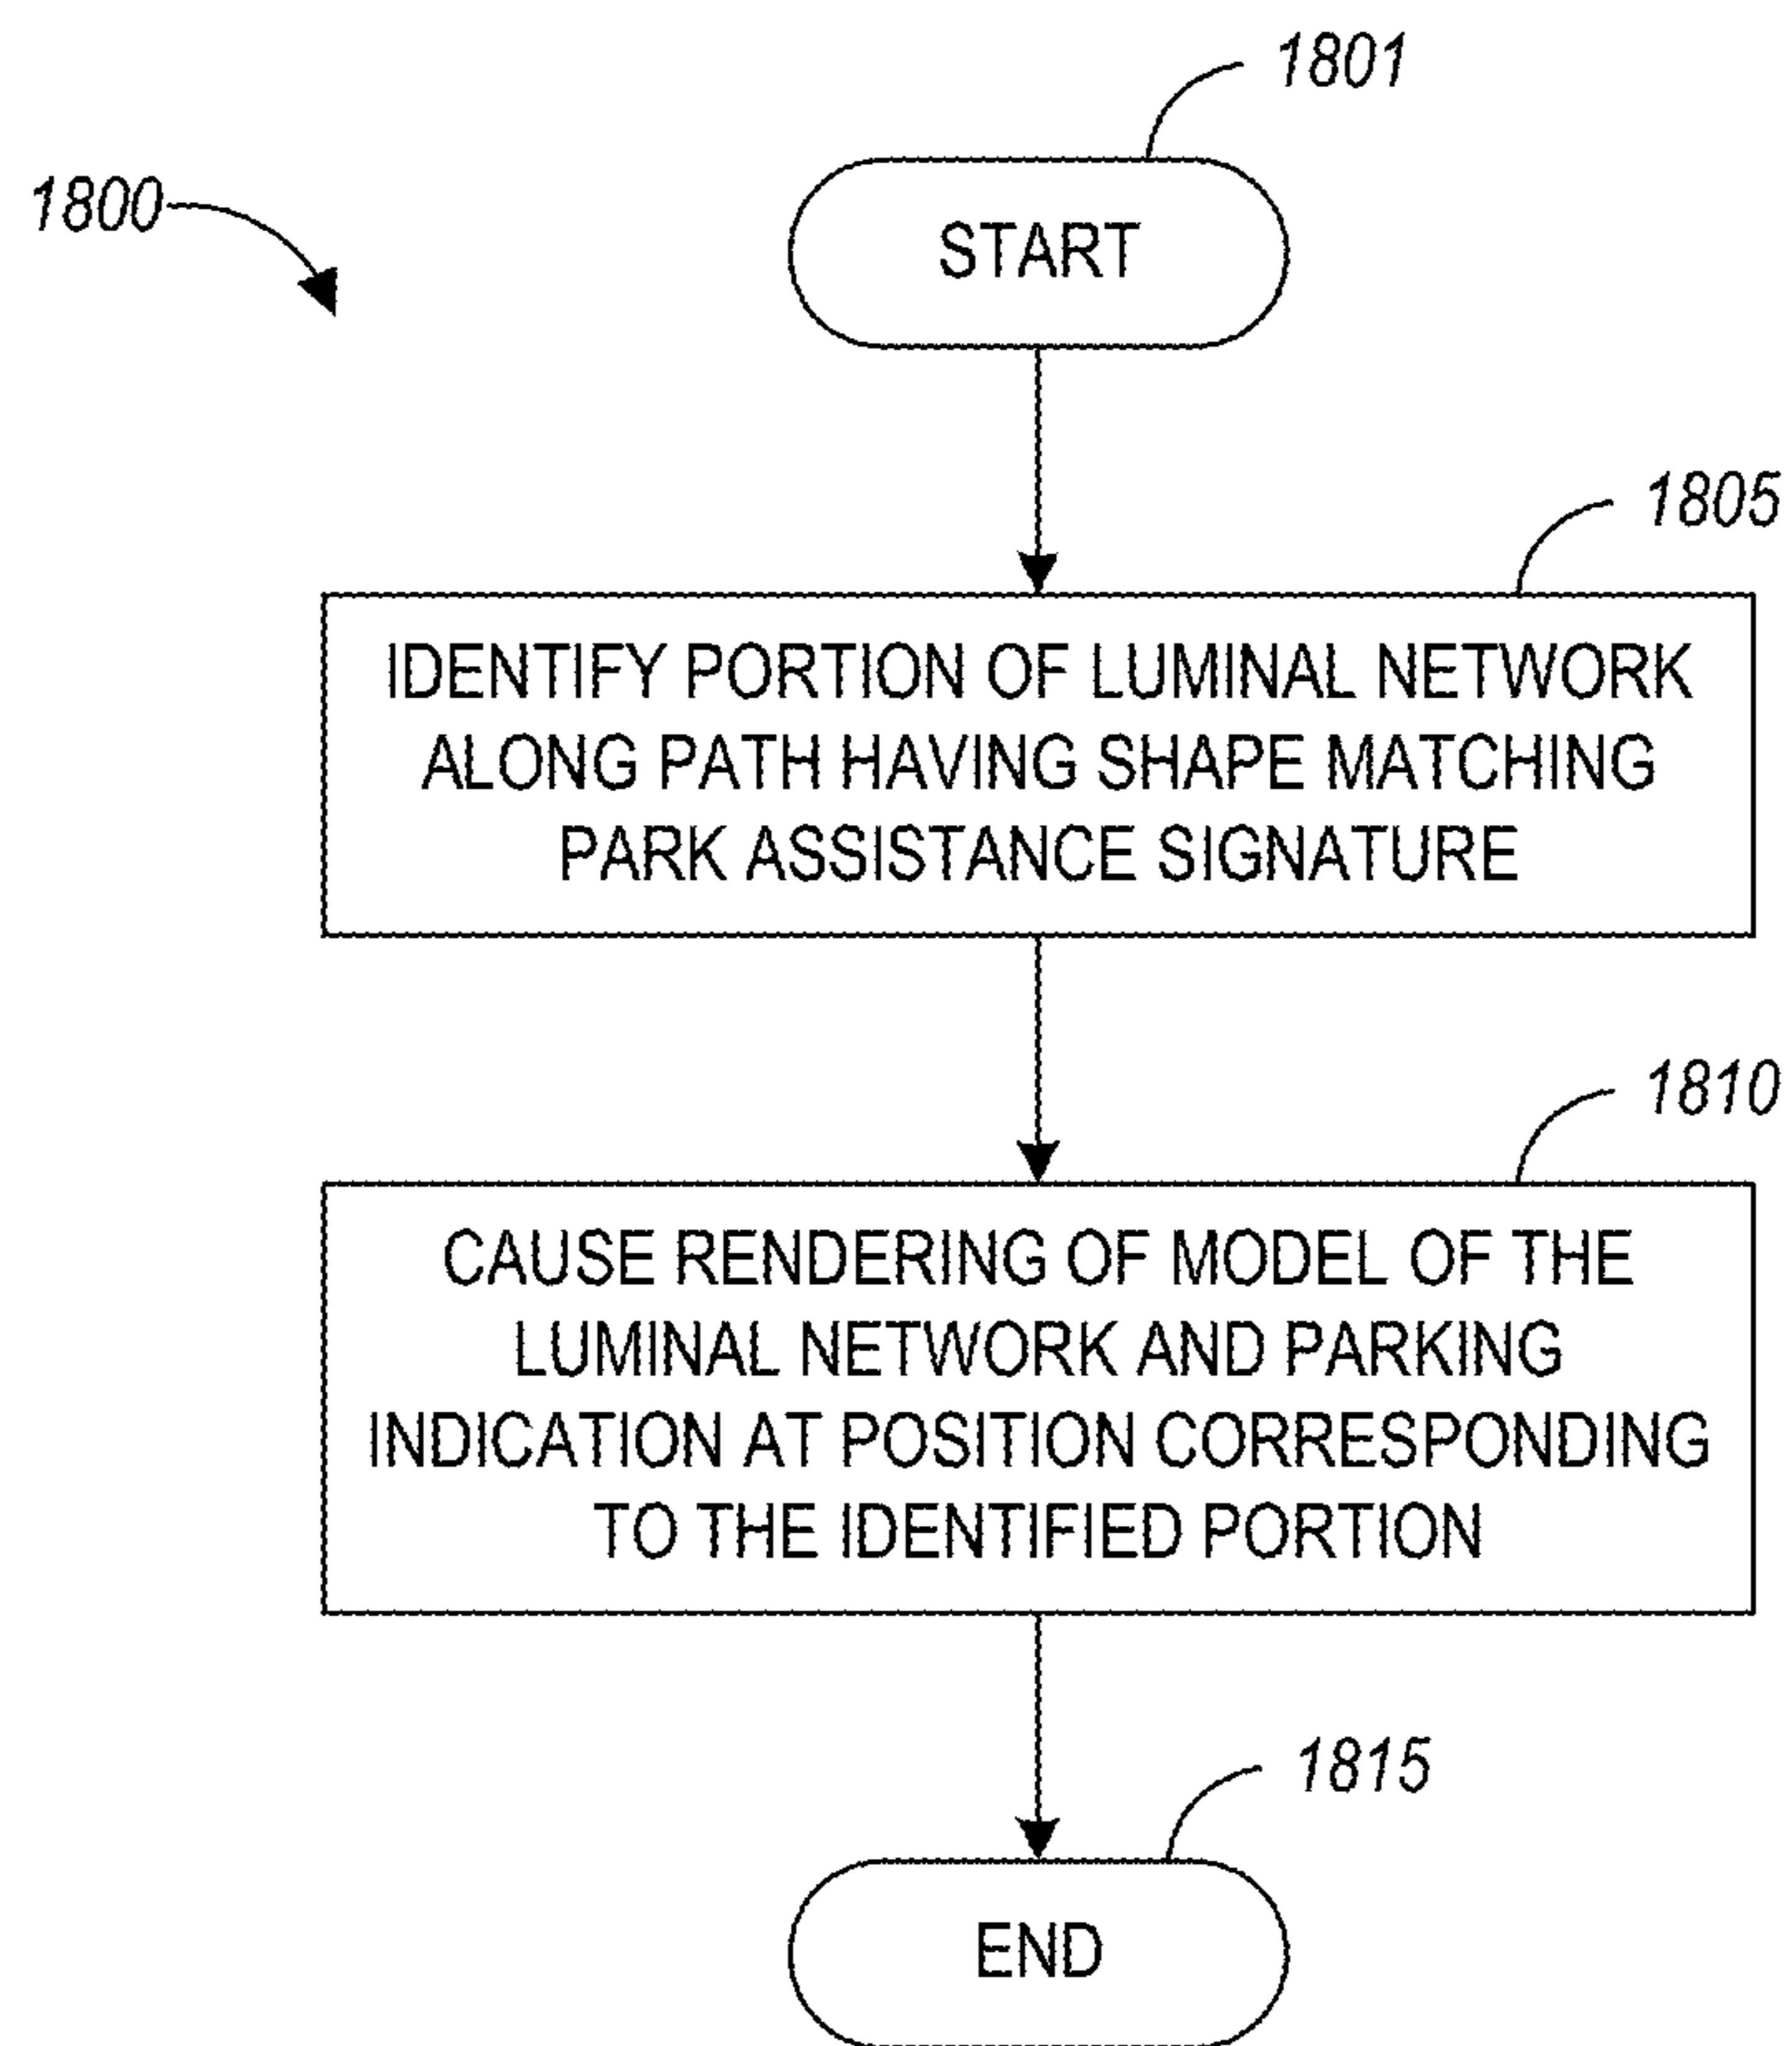 1801
1800
START
1805
IDENTIFY PORTION OF LUMINAL NETWORK
ALONG PATH HAVING SHAPE MATCHING
PARK ASSISTANCE SIGNATURE
1810
CAUSE RENDERING OF MODEL OF THE
LUMINAL NETWORK AND PARKING
INDICATION AT POSITION CORRESPONDING
TO THE IDENTIFIED PORTION
1815
END